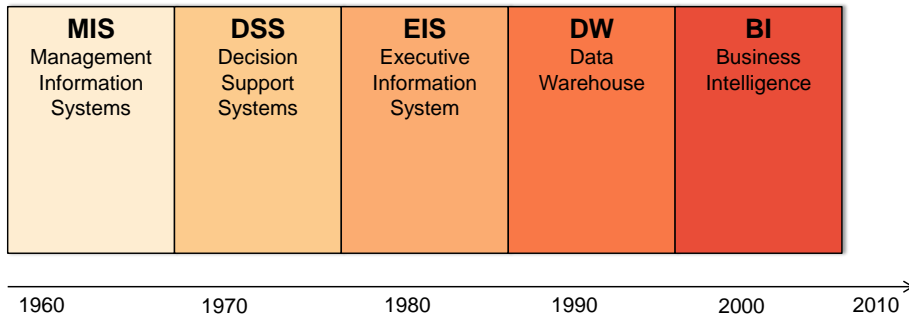 MIS
Management
Information
Systems
DSS
Decision
Support
Systems
EIS
Executive
Information
System
DW
Data
Warehouse
BI
Business
Intelligence
1960
1970
1980
1990
2000
2010